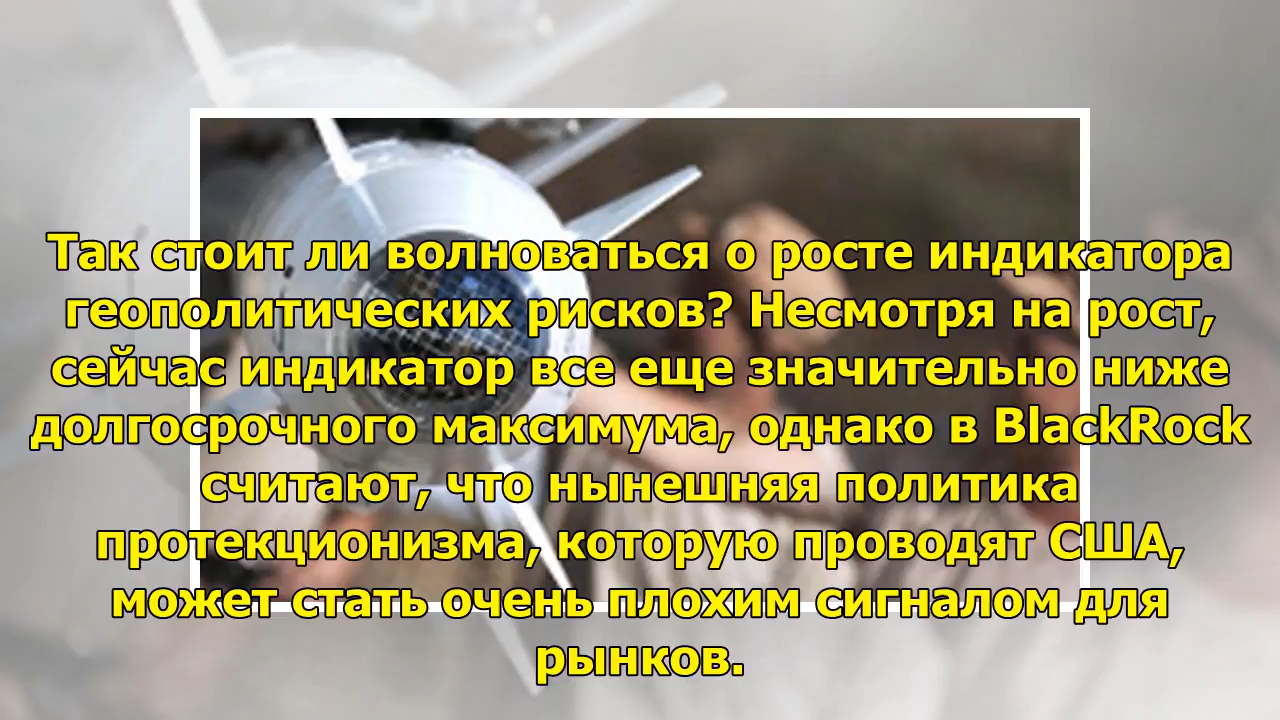 Так стоит ли волноваться о росте индикатора
геополитических рисков? Несмотря на рост,
сейчас индикатор все еще значительно ниже
долгосрочного максимума, однако в BlackRock
считают, что нынешняя политика
протекционизма, которую проводят США,
может стать очень плохим сигналом для
рынков.